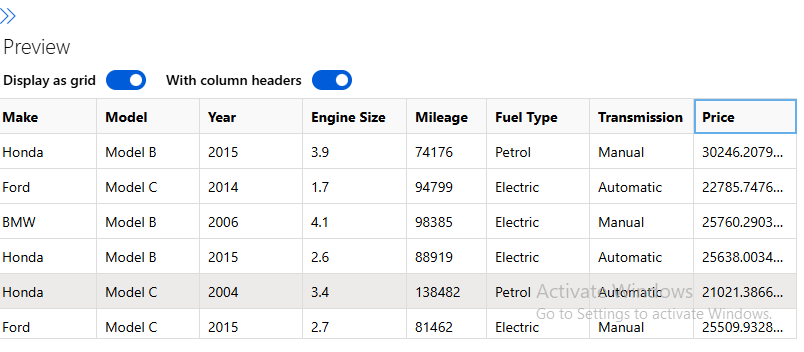 Preview
Display as grid With column headers
Make Model Year Engine Size Mileage Fuel Type Transmission Price
Honda Model B 2015 3.9 74176 Petrol Manual 30246.2079...
Ford Model C 2014 1.7 94799 Electric Automatic 22785.7476...
BMW Model B 2006 4.1 98385 Electric Manual 25760.2903...
Honda Model B 2015 2.6 88919 Electric Automatic 25638.0034...
Honda Model C 2004 3.4 138482 Petrol Automatic 21021.3866...
Activate Windows
Go to Settings to activate Windows.
Ford Model C 2015 2.7 81462 Electric Manual 25509.9328...